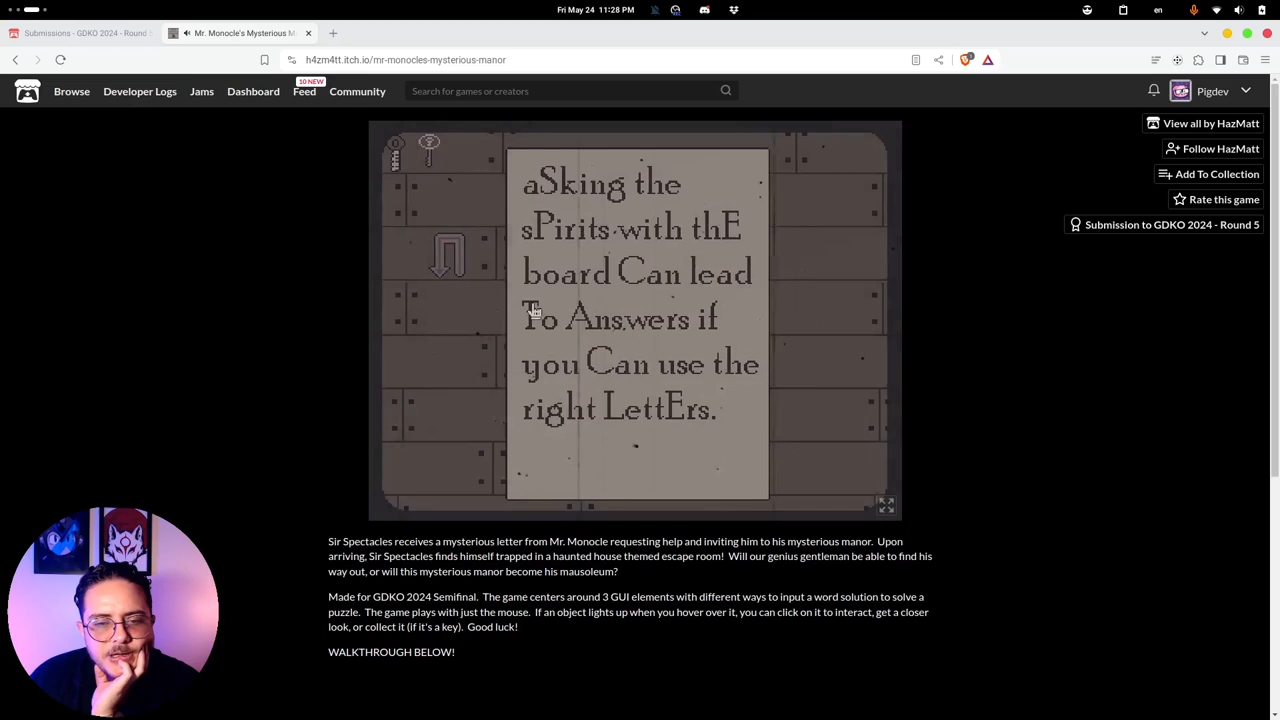 Fri May 24 11:28 PM
en
Submissions - GDKO 2024 - Round 5
Mr. Monocle's Mysterious M
h4zm4tt.itch.io/mr-monocles-mysterious-manor
1
10 NEW
Browse Developer Logs Jams Dashboard Feed Community
Search for games or creators
Pigdev
View all by HazMatt
Follow HazMatt
Add To Collection
Rate this game
Submission to GDKO 2024 - Round 5
aSking the
sPirits with thE
board Can lead
To Answers if
you Can use the
right LettErs.
Sir Spectacles receives a mysterious letter from Mr. Monocle requesting help and inviting him to his mysterious manor. Upon
arriving, Sir Spectacles finds himself trapped in a haunted house themed escape room! Will our genius gentleman be able to find his
way out, or will this mysterious manor become his mausoleum?
Made for GDKO 2024 Semifinal. The game centers around 3 GUI elements with different ways to input a word solution to solve a
puzzle. The game plays with just the mouse. If an object lights up when you hover over it, you can click on it to interact, get a closer
look, or collect it (if it's a key). Good luck!
WALKTHROUGH BELOW!